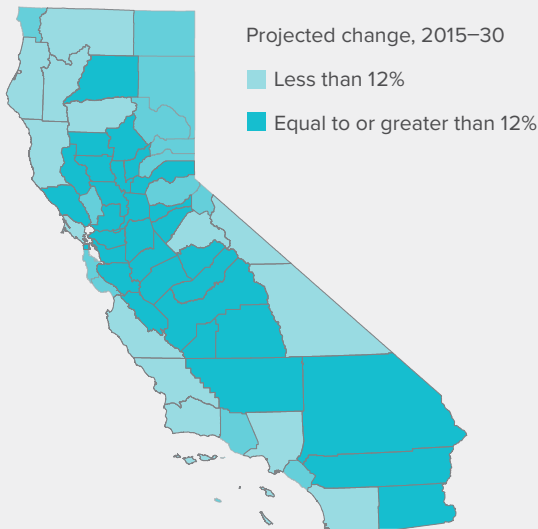 Projected change, 2015–30
Less than 12%
Equal to or greater than 12%